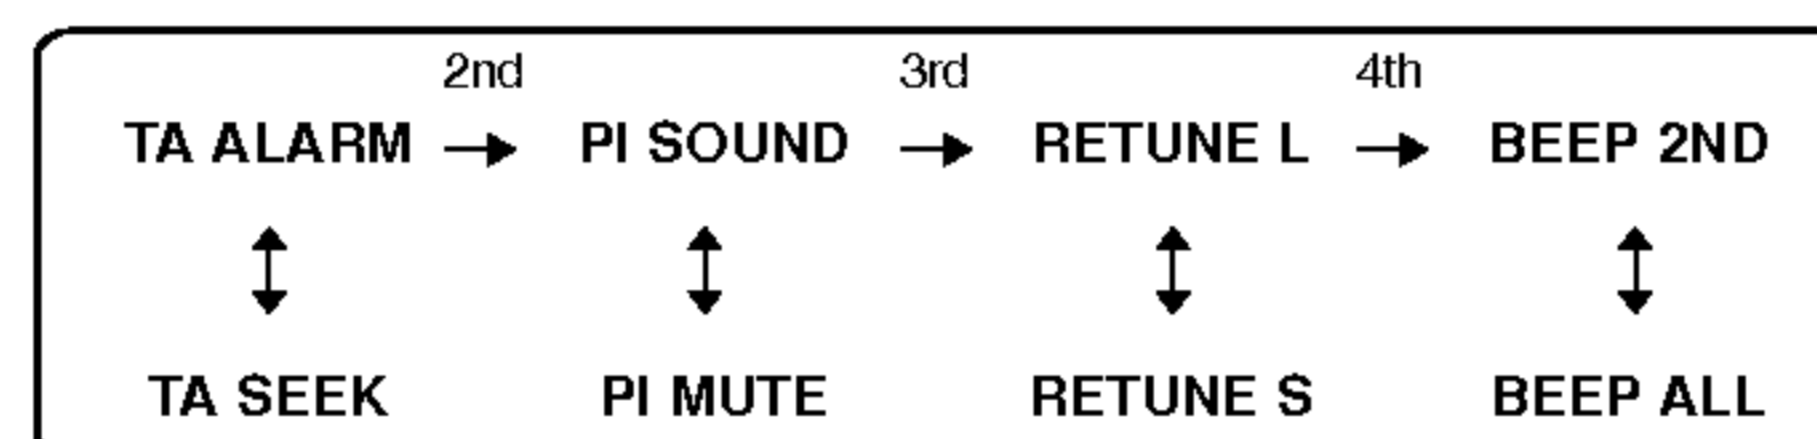 2nd 3rd 4th
TA ALARM PI SOUND RETUNE L BEEP 2ND
TA SEEK PI MUTE RETUNE S BEEP ALL